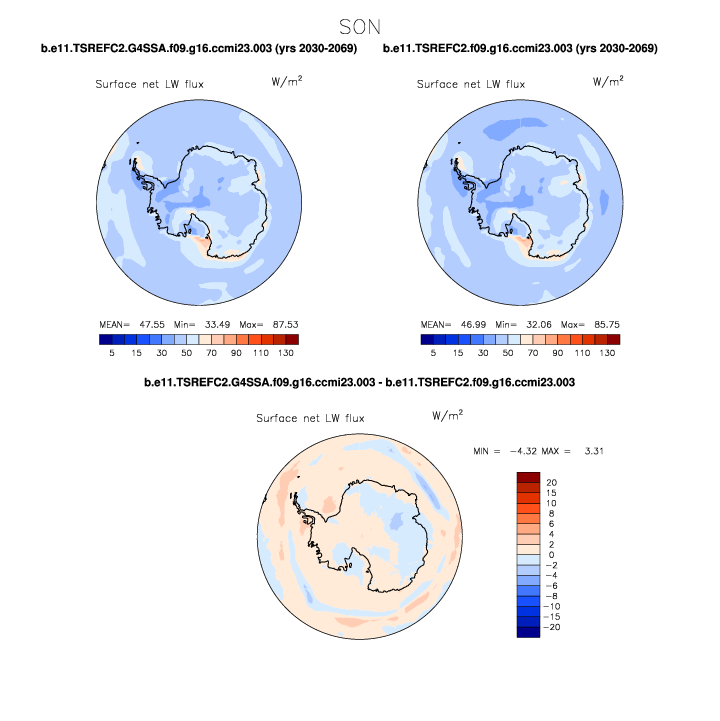 SON
b.e11.TSREFC2.G4SSA.f09.g16.ccmi23.003 (yrs 2030-2069) b.e11.TSREFC2.f09.g16.ccmi23.003 (yrs 2030-2069)
Surface net LW flux W/m² Surface net LW flux W/m²
MEAN= 47.55 Min= 33.49 Max= 87.53 MEAN= 46.99 Min= 32.06 Max= 85.75
5 15 30 50 70 90 110 130 5 15 30 50 70 90 110 130
b.e11.TSREFC2.G4SSA.f09.g16.ccmi23.003 - b.e11.TSREFC2.f09.g16.ccmi23.003
Surface net LW flux W/m²
MIN = -4.32 MAX = 3.31
20
15
10
8
6
4
2
0
-2
-4
-6
-8
-10
-15
-20